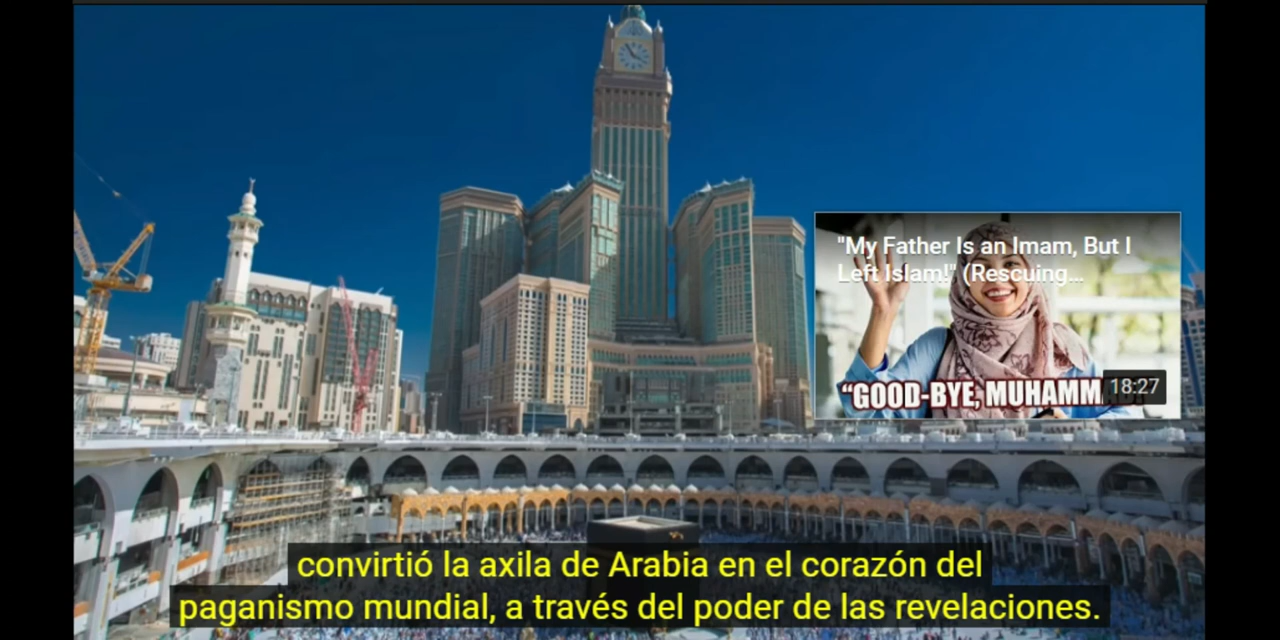 "My Father Is an Imam, But I
Left Islam!" (Rescuing...
“GOOD-BYE,
18:27
convirtió la axila de Arabia en el corazón del
paganismo mundial, a través del poder de las revelaciones.